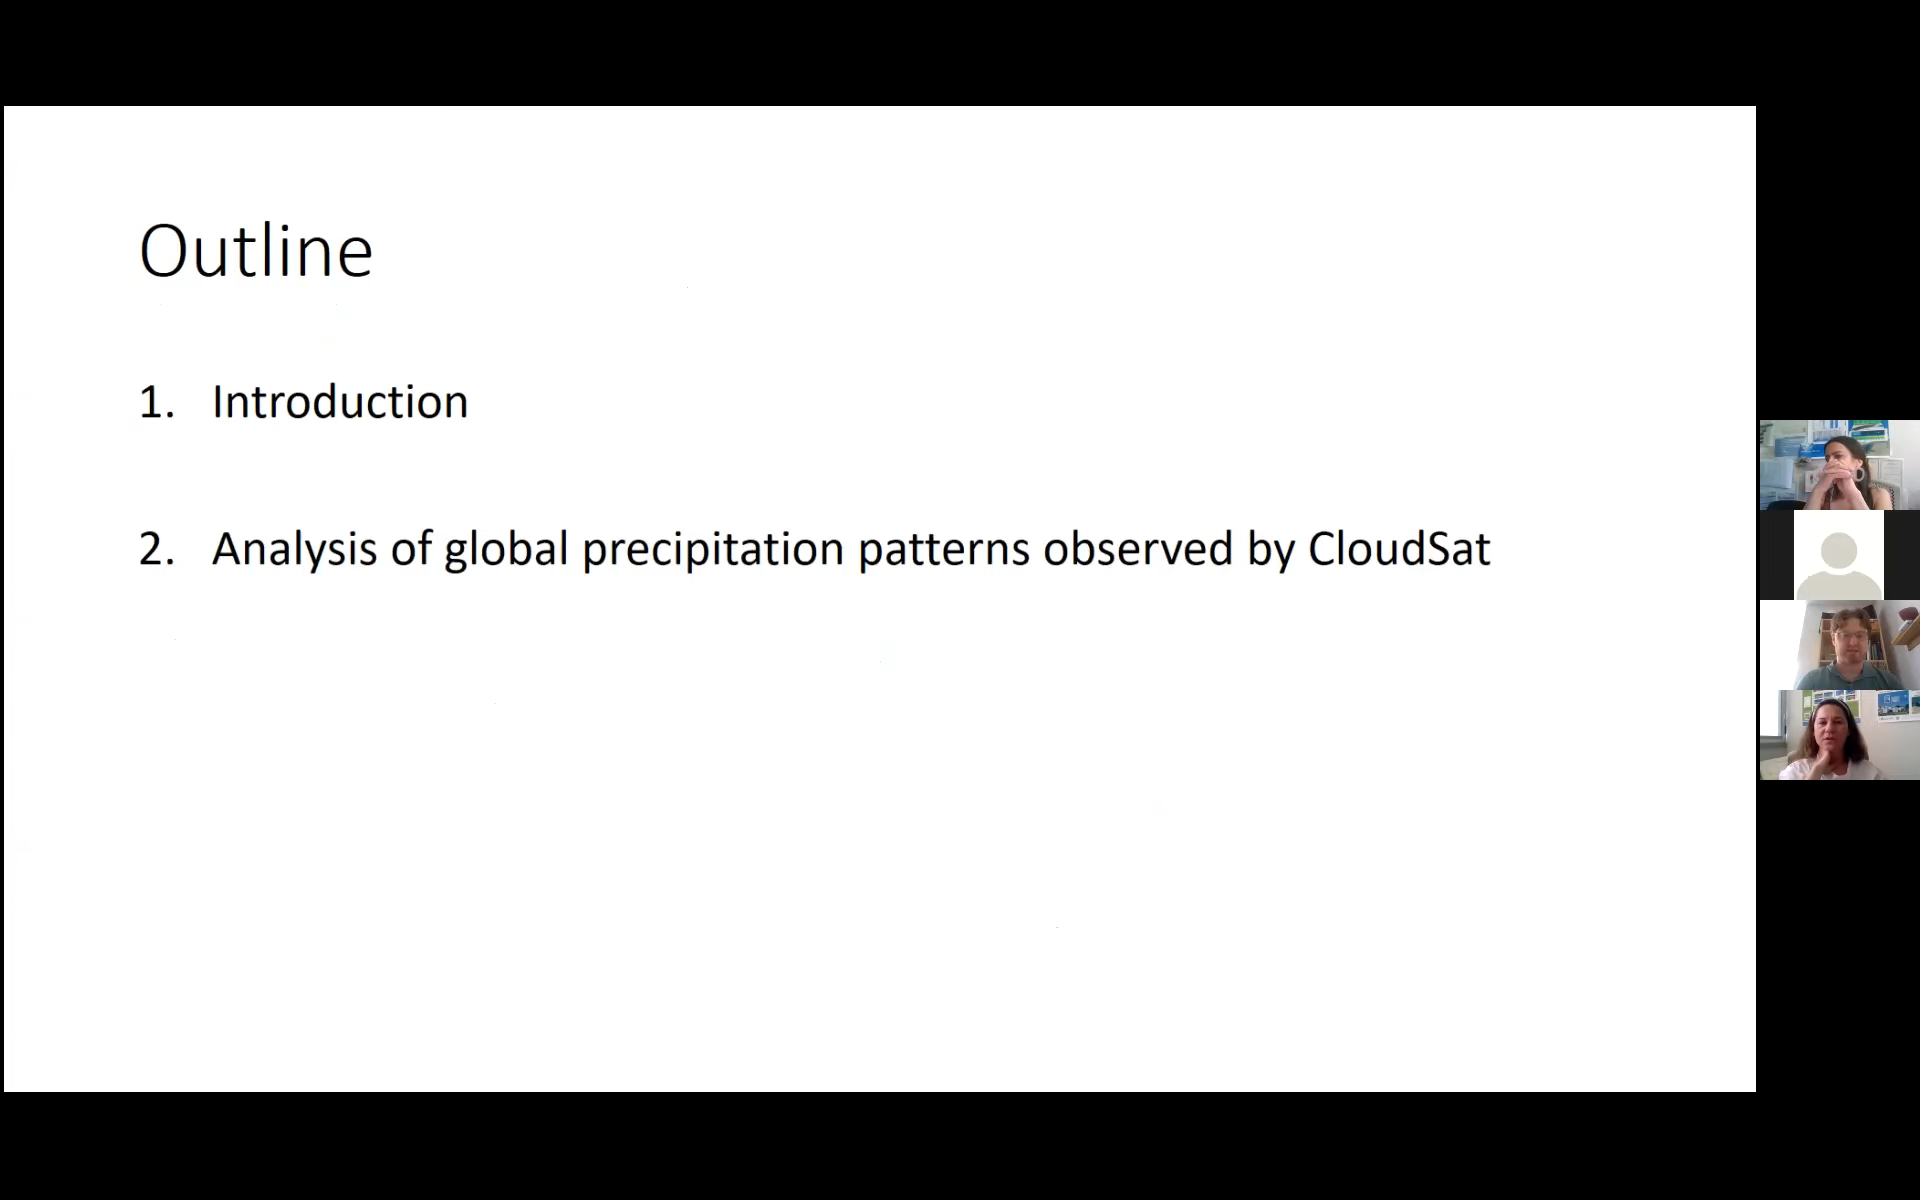 Outline
1. Introduction
2. Analysis of global precipitation patterns observed by CloudSat